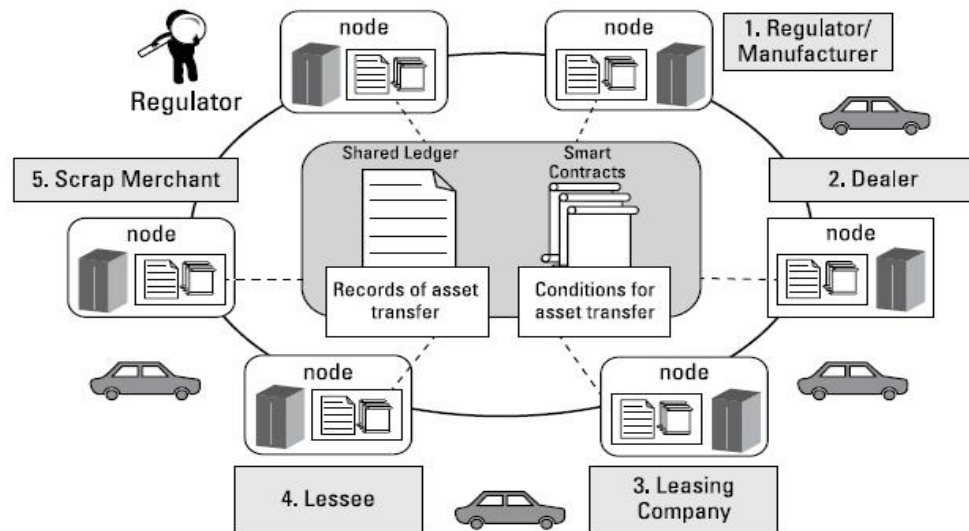 node
node
1. Regulator/
Manufacturer
Regulator
Shared Ledger
Smart
Contracts
5. Scrap Merchant
2. Dealer
node
node
Records of asset
transfer
Conditions for
asset transfer
node
node
4. Lessee
3. Leasing
Company